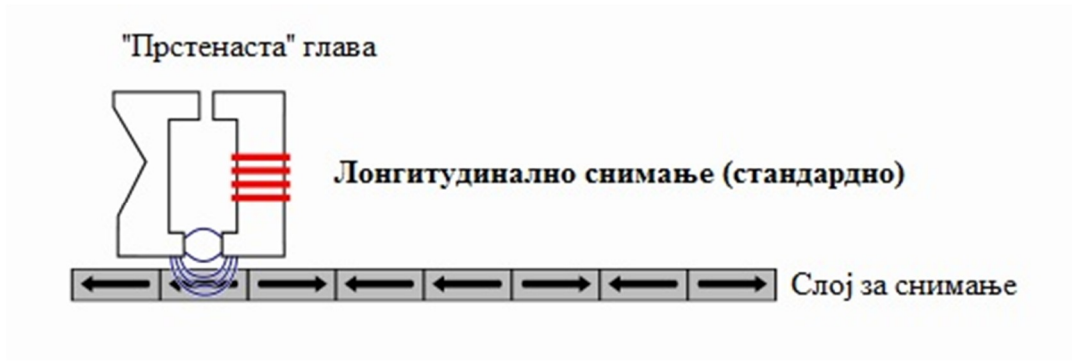 "Прстенаста" глава
Лонгитудинално снимање (стандардно)
Слој за снимање